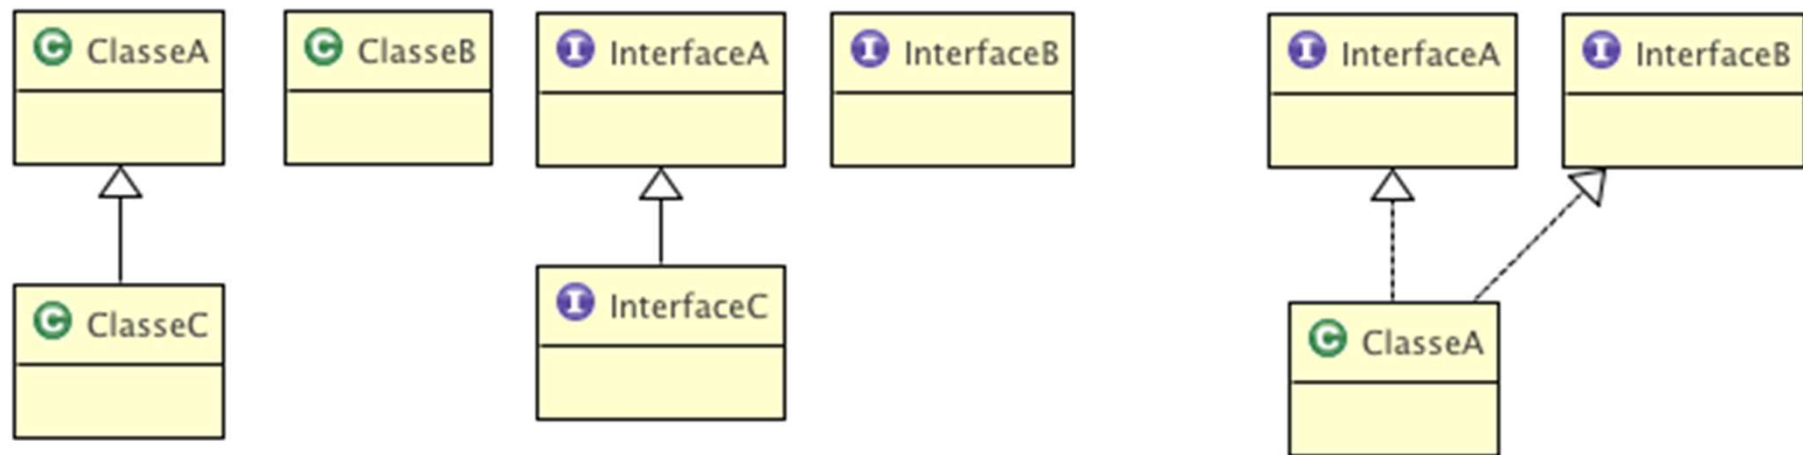 C ClasseA
C ClasseB
I InterfaceA
I InterfaceB
I InterfaceA
I InterfaceB
C ClasseC
I InterfaceC
C ClasseA